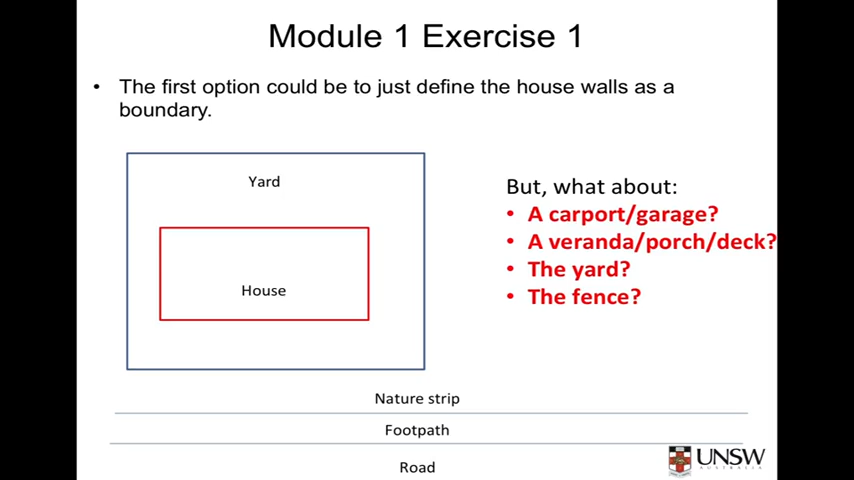 Module 1 Exercise 1
• The first option could be to just define the house walls as a
boundary.
Yard
House
But, what about:
• A carport/garage?
• A veranda/porch/deck?
• The yard?
• The fence?
Nature strip
Footpath
Road
UNSW
AUSTRALIA